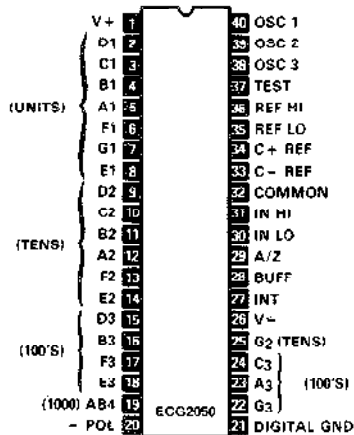 V+ 1 40 OSC 1
D1 2 39 OSC 2
C1 3 38 OSC 3
B1 4 37 TEST
(UNITS) A1 5 36 REF HI
F1 6 35 REF LO
G1 7 34 C+ REF
E1 8 33 C- REF
D2 9 32 COMMON
C2 10 31 IN HI
B2 11 30 IN LO
(TENS) A2 12 29 A/Z
F2 13 28 BUFF
E2 14 27 INT
D3 15 26 V-
B3 16 25 G2 (TENS)
(100'S) F3 17 24 C3
E3 18 23 A3 (100'S)
(1000) AB4 19 22 G3
- POL 20 21 DIGITAL GND
ECG2050